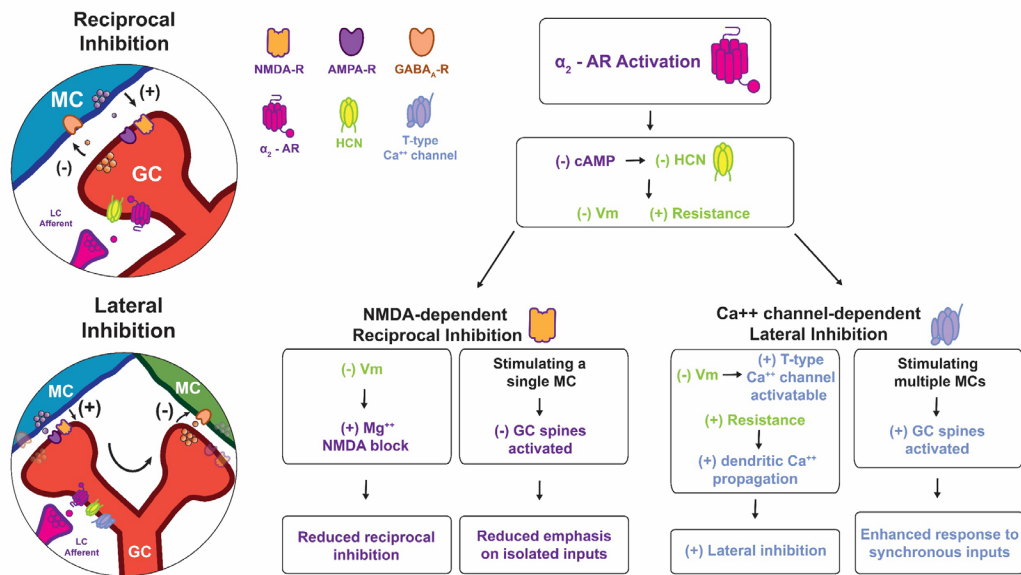 Reciprocal
Inhibition
MC
(+)
(-)
GC
LC
Afferent
NMDA-R
AMPA-R
GABAA-R
α2 - AR
HCN
T-type
Ca++ channel
Lateral
Inhibition
MC
MC
(+)
(-)
LC
Afferent
GC
α2 - AR Activation
(-) cAMP → (-) HCN
(-) Vm (+) Resistance
NMDA-dependent
Reciprocal Inhibition
(-) Vm
(+) Mg++
NMDA block
Reduced reciprocal
inhibition
Stimulating a
single MC
(-) GC spines
activated
Reduced emphasis
on isolated inputs
Ca++ channel-dependent
Lateral Inhibition
(-) Vm → (+) T-type
Ca++ channel
activatable
(+) Resistance
(+) dendritic Ca++
propagation
(+) Lateral inhibition
Stimulating
multiple MCs
(+) GC spines
activated
Enhanced response to
synchronous inputs